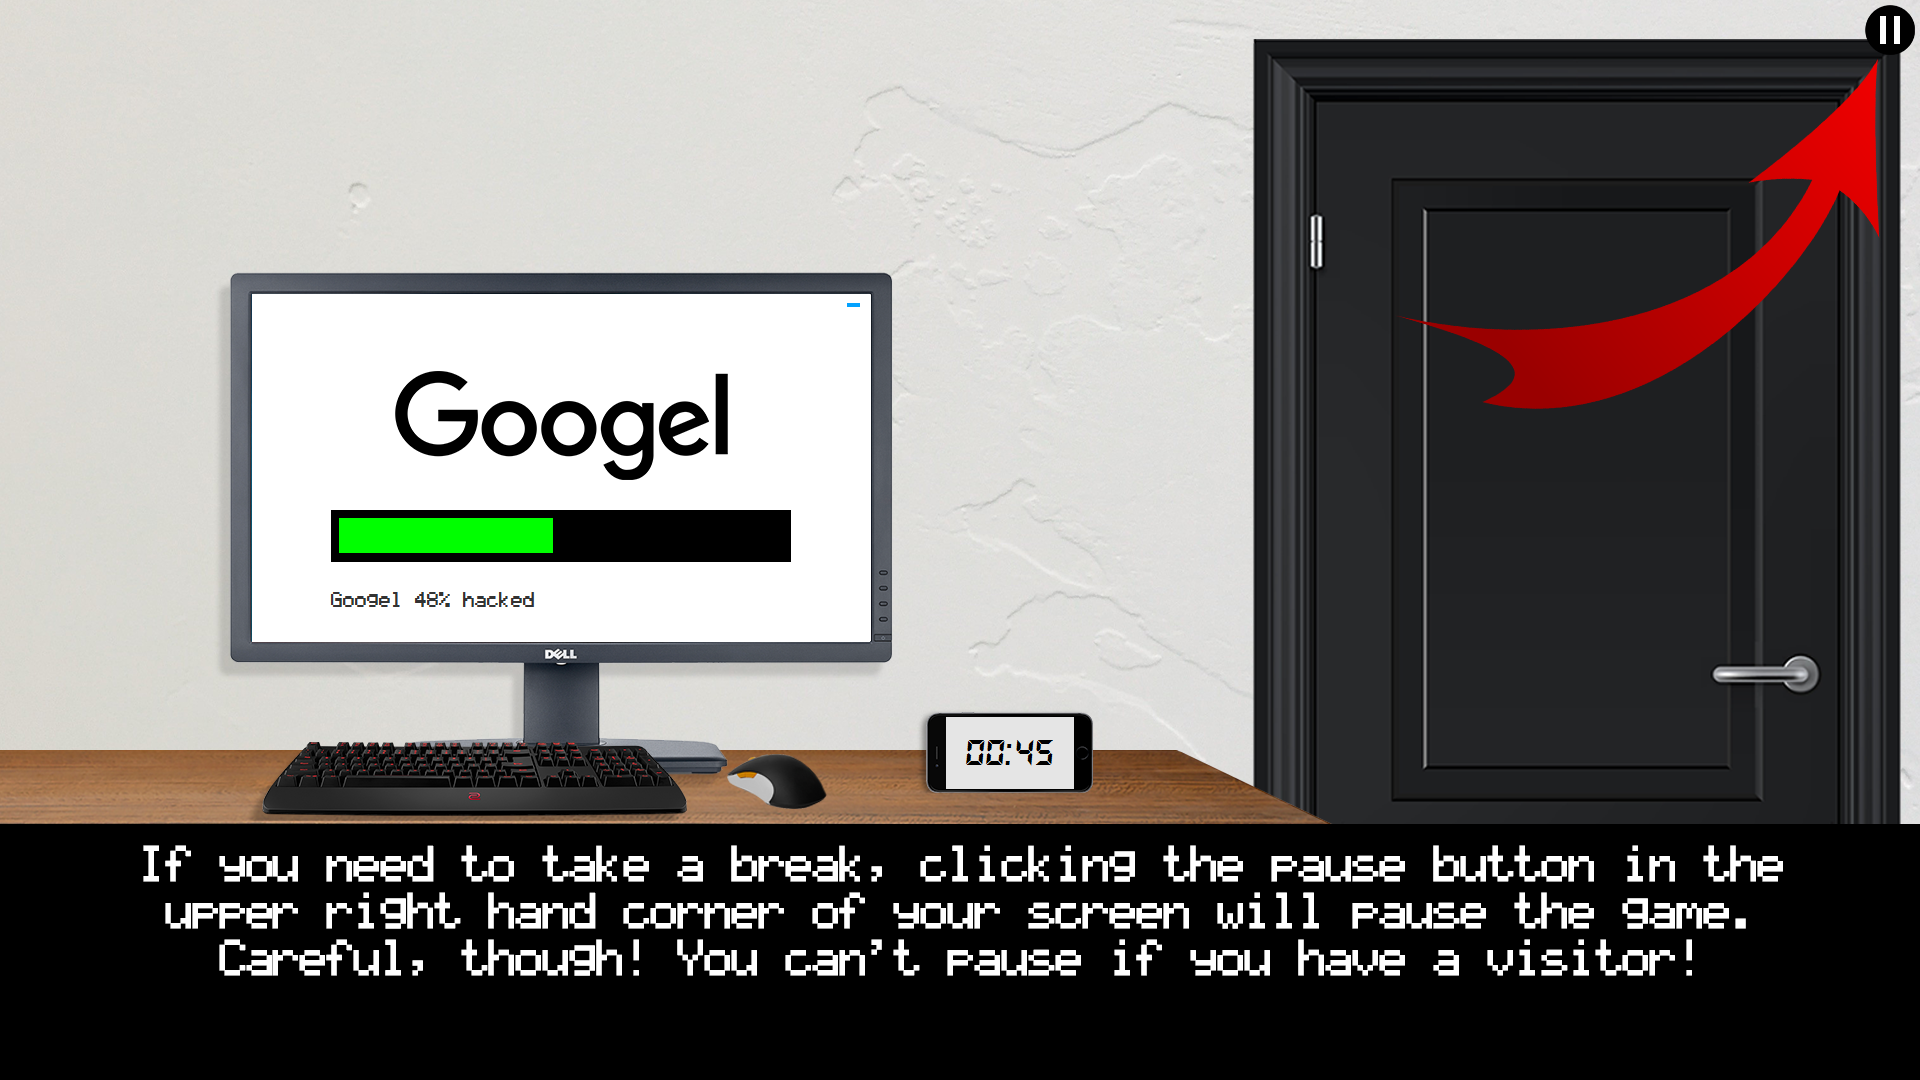 Googel
Googel 48% hacked
DELL
00:45
If you need to take a break, clicking the pause button in the
upper right hand corner of your screen will pause the game.
Careful, though! You can't pause if you have a visitor!